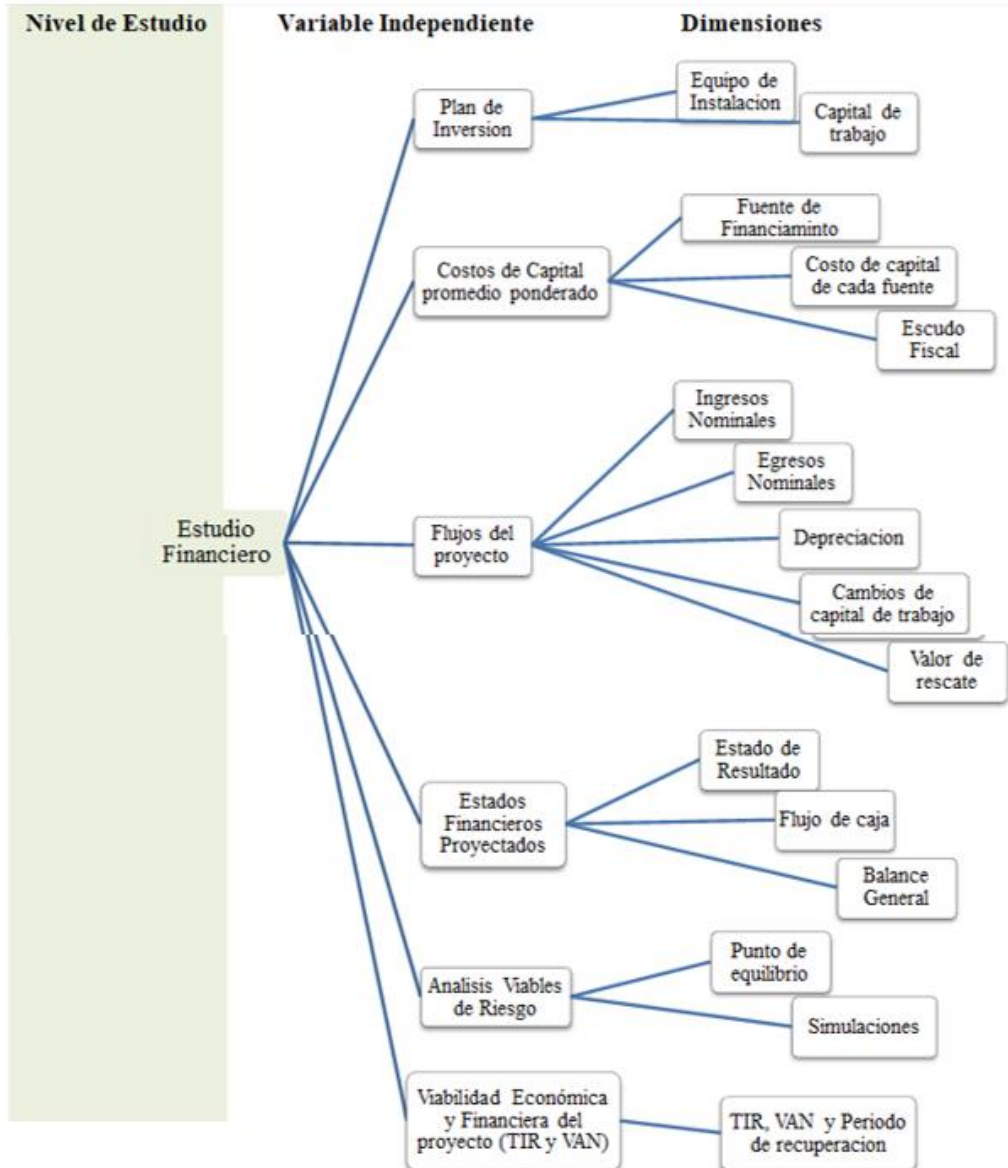 Nivel de Estudio
Variable Independiente
Dimensiones
Estudio
Financiero
Plan de
Inversion
Equipo de
Instalacion
Capital de
trabajo
Costos de Capital
promedio ponderado
Fuente de
Financiaminto
Costo de capital
de cada fuente
Escudo
Fiscal
Flujos del
proyecto
Ingresos
Nominales
Egresos
Nominales
Depreciacion
Cambios de
capital de trabajo
Valor de
rescate
Estados
Financieros
Proyectados
Estado de
Resultado
Flujo de caja
Balance
General
Analisis Viables
de Riesgo
Punto de
equilibrio
Simulaciones
Viabilidad Económica
y Financiera del
proyecto (TIR y VAN)
TIR, VAN y Periodo
de recuperacion